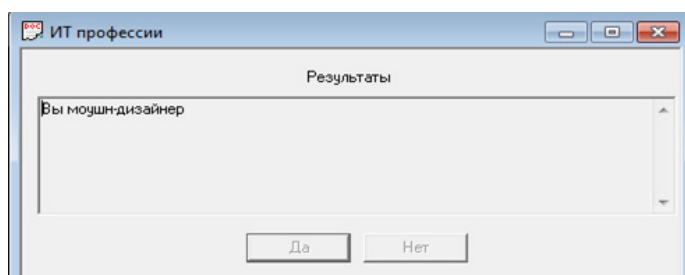 ИТ профессии
Результаты
Вы моушн-дизайнер
Да Нет